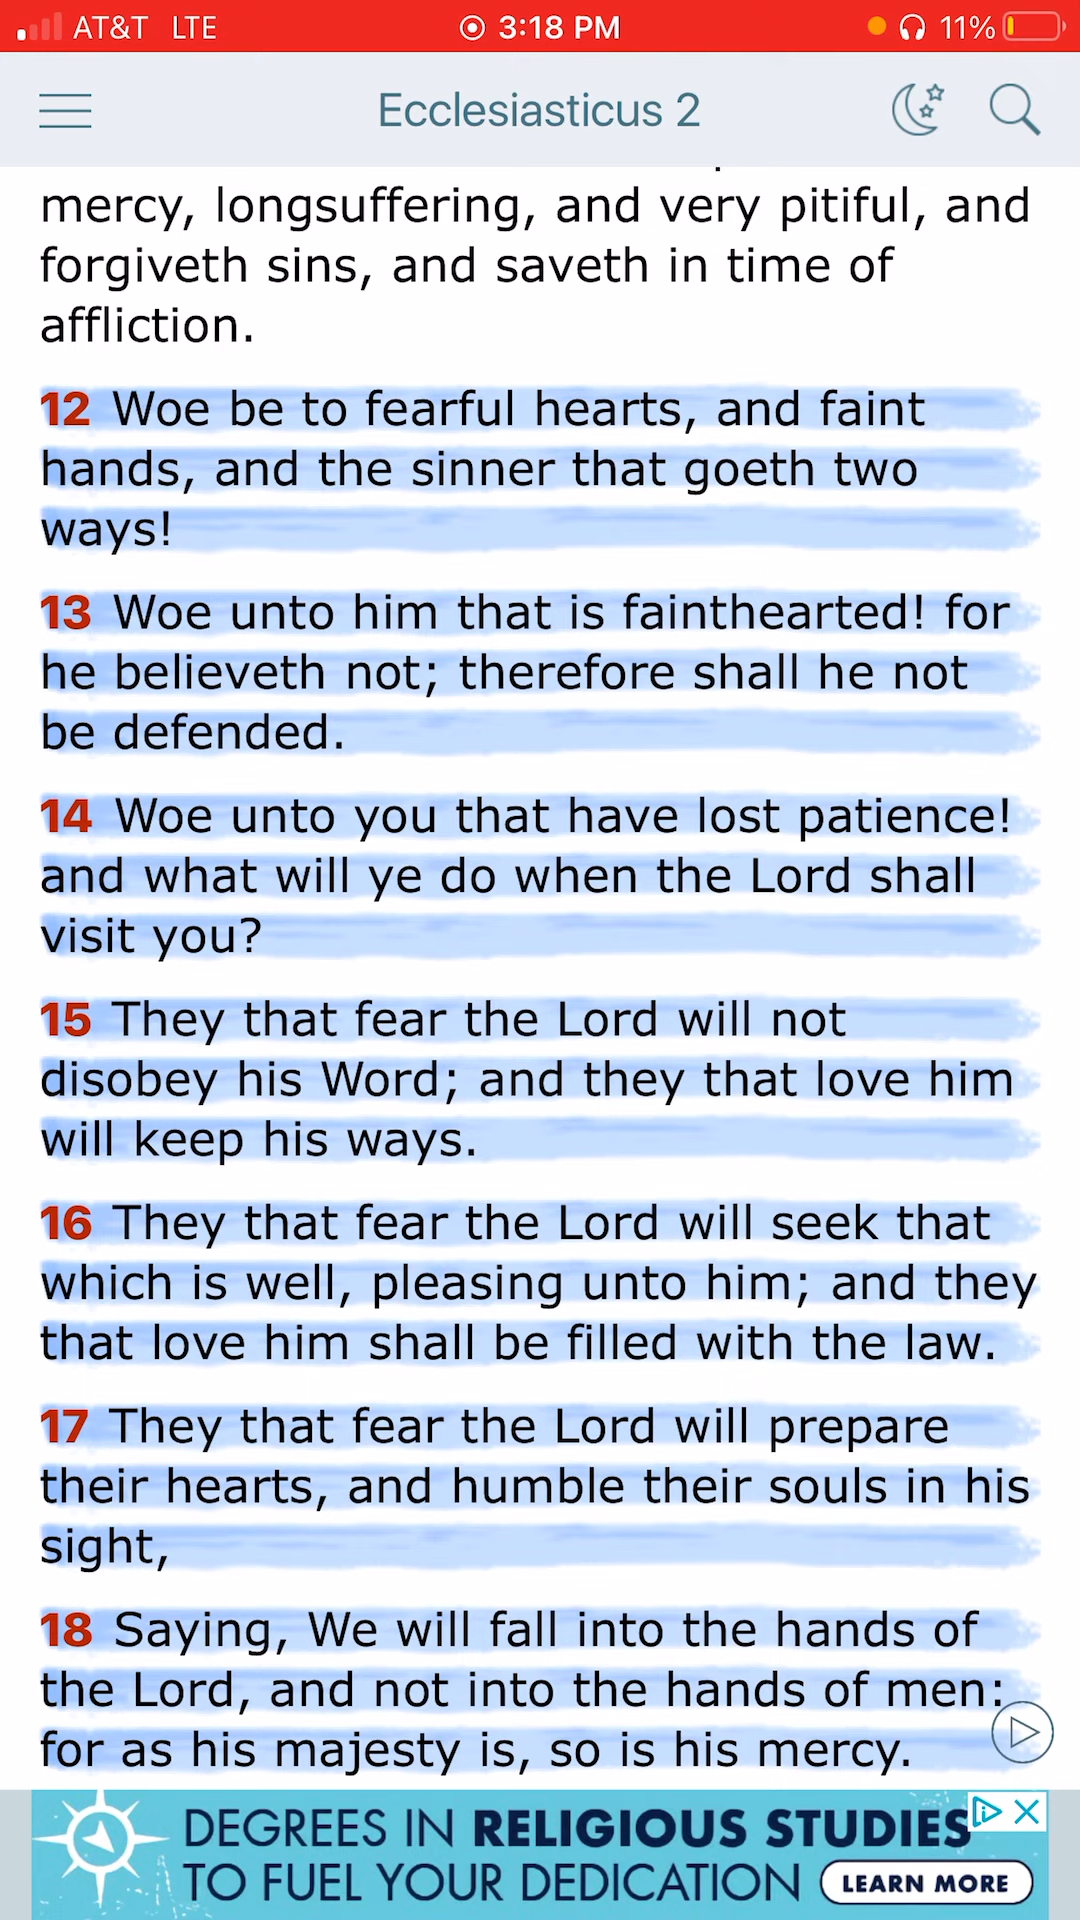 AT&T LTE 3:18 PM 11%
Ecclesiasticus 2
mercy, longsuffering, and very pitiful, and
forgiveth sins, and saveth in time of
affliction.
12 Woe be to fearful hearts, and faint
hands, and the sinner that goeth two
ways!
13 Woe unto him that is fainthearted! for
he believeth not; therefore shall he not
be defended.
14 Woe unto you that have lost patience!
and what will ye do when the Lord shall
visit you?
15 They that fear the Lord will not
disobey his Word; and they that love him
will keep his ways.
16 They that fear the Lord will seek that
which is well, pleasing unto him; and they
that love him shall be filled with the law.
17 They that fear the Lord will prepare
their hearts, and humble their souls in his
sight,
18 Saying, We will fall into the hands of
the Lord, and not into the hands of men:
for as his majesty is, so is his mercy.
DEGREES IN RELIGIOUS STUDIES
TO FUEL YOUR DEDICATION LEARN MORE